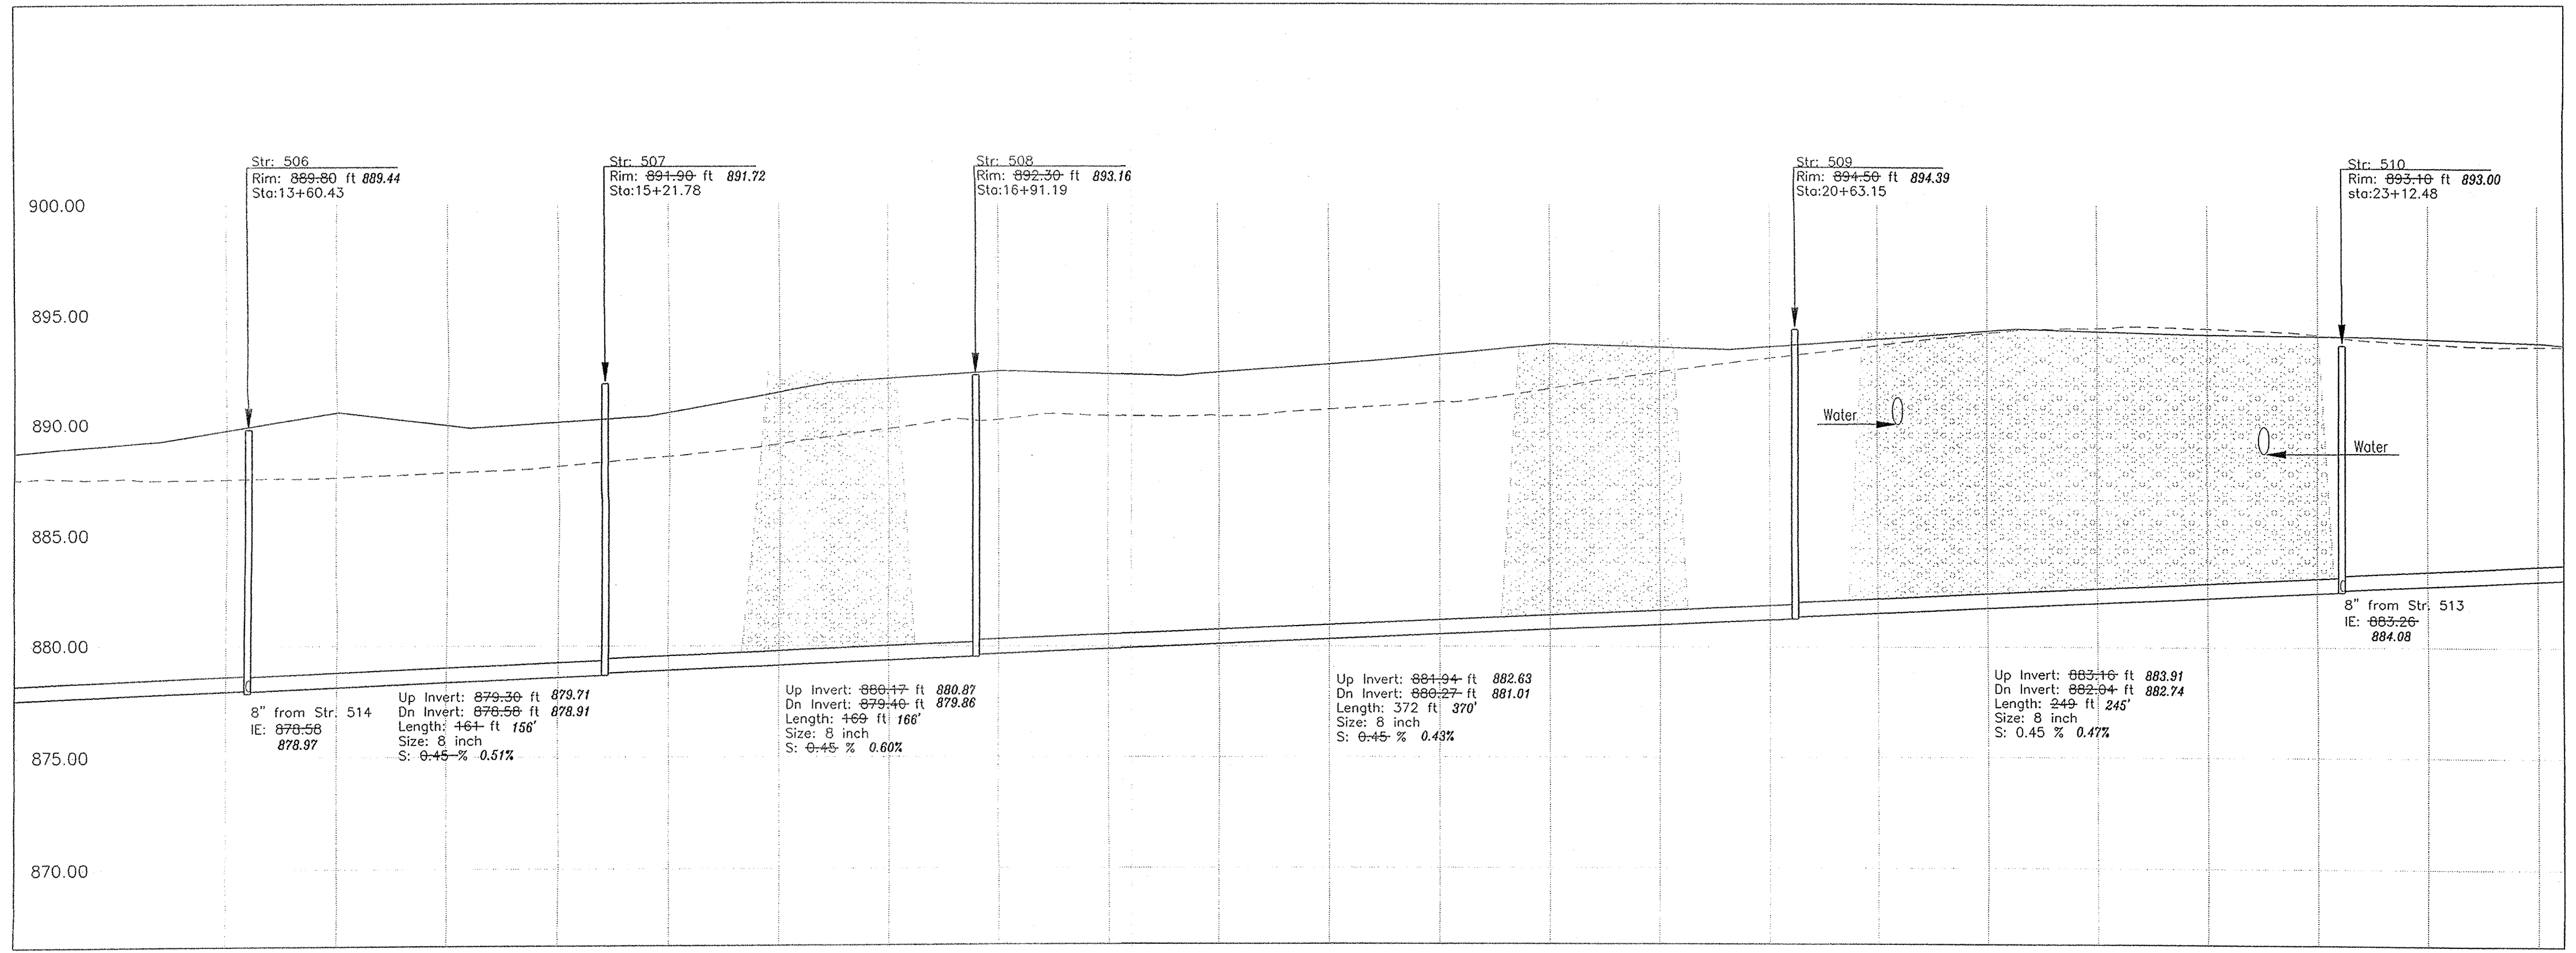 Str: 506
Rim: 889.80 ft 889.44
Sta:13+60.43
Str: 507
Rim: 891.90 ft 891.72
Sta:15+21.78
Str: 508
Rim: 892.30 ft 893.16
Sta:16+91.19
Str: 509
Rim: 894.50 ft 894.39
Sta:20+63.15
Str: 510
Rim: 893.10 ft 893.00
sta:23+12.48
900.00
895.00
890.00
885.00
880.00
875.00
870.00
Water
Water
8" from Str. 514
IE: 878.58
878.97
Up Invert: 879.30 ft 879.71
Dn Invert: 878.58 ft 878.91
Length: 161 ft 156'
Size: 8 inch
S: 0.45 % 0.51%
Up Invert: 880.17 ft 880.87
Dn Invert: 879.40 ft 879.86
Length: 169 ft 166'
Size: 8 inch
S: 0.45 % 0.60%
Up Invert: 881.94 ft 882.63
Dn Invert: 880.27 ft 881.01
Length: 372 ft 370'
Size: 8 inch
S: 0.45 % 0.43%
Up Invert: 883.16 ft 883.91
Dn Invert: 882.04 ft 882.74
Length: 249 ft 245'
Size: 8 inch
S: 0.45 % 0.47%
8" from Str. 513
IE: 883.26
884.08